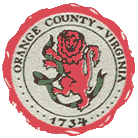 ORANGE COUNTY • VIRGINIA
1734